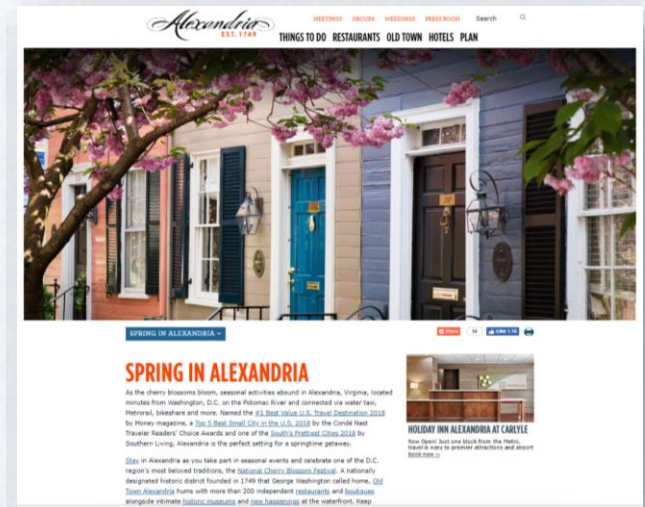 Alexandria
EST. 1749
MEETINGS GROUPS WEDDINGS PRESS ROOM Search
THINGS TO DO RESTAURANTS OLD TOWN HOTELS PLAN
SPRING IN ALEXANDRIA
Share
Like
SPRING IN ALEXANDRIA
As the cherry blossoms bloom, seasonal activities abound in Alexandria, Virginia, located
minutes from Washington, D.C. on the Potomac River and connected via water taxi,
Metrorail, bikeshare and more. Named the #1 Best Value U.S. Travel Destination 2018
by Money magazine, a Top 5 Best Small City in the U.S. 2018 by the Condé Nast
Traveler Readers' Choice Awards and one of the South's Prettiest Cities 2018 by
Southern Living, Alexandria is the perfect setting for a springtime getaway.
Stay in Alexandria as you take part in seasonal events and celebrate one of the D.C.
region's most beloved traditions, the National Cherry Blossom Festival. A nationally
designated historic district founded in 1749 that George Washington called home, Old
Town Alexandria hums with more than 200 independent restaurants and boutiques
alongside intimate historic museums and new happenings at the waterfront. Keep
HOLIDAY INN ALEXANDRIA AT CARLYLE
Now Open! Just one block from the Metro,
travel is easy to premier attractions and airport
Book now